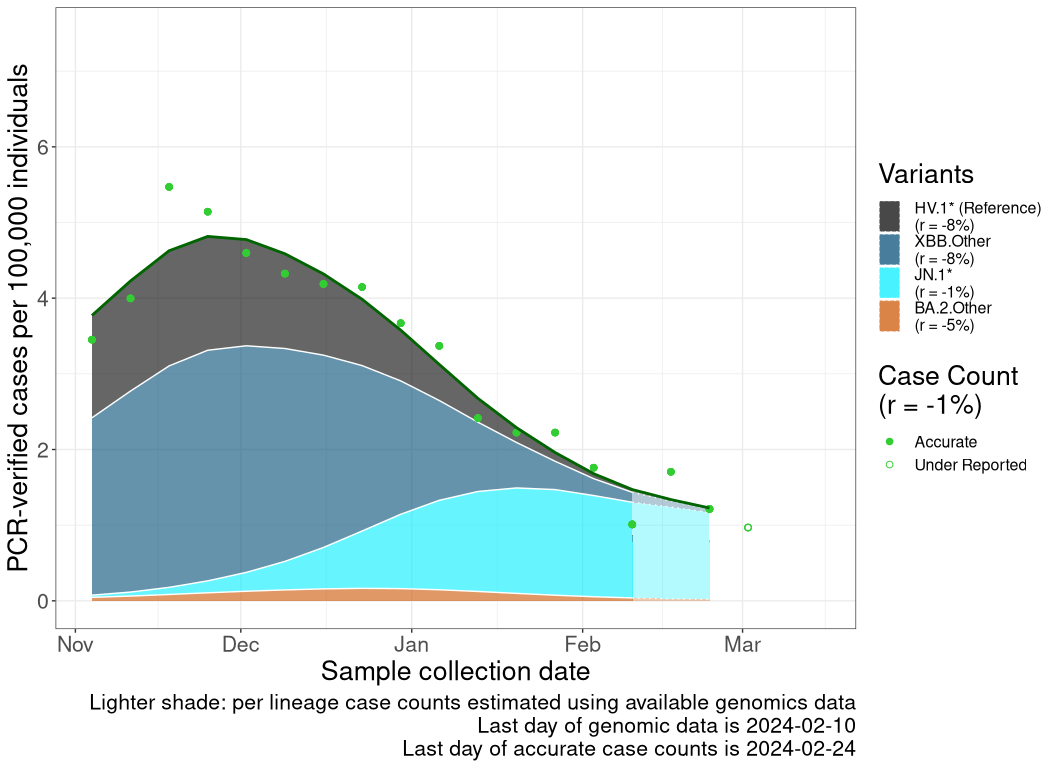 PCR-verified cases per 100,000 individuals
6
4
2
0
Nov
Dec
Jan
Feb
Mar
Sample collection date
Variants
HV.1* (Reference)
(r = -8%)
XBB.Other
(r = -8%)
JN.1*
(r = -1%)
BA.2.Other
(r = -5%)
Case Count
(r = -1%)
Accurate
Under Reported
Lighter shade: per lineage case counts estimated using available genomics data
Last day of genomic data is 2024-02-10
Last day of accurate case counts is 2024-02-24